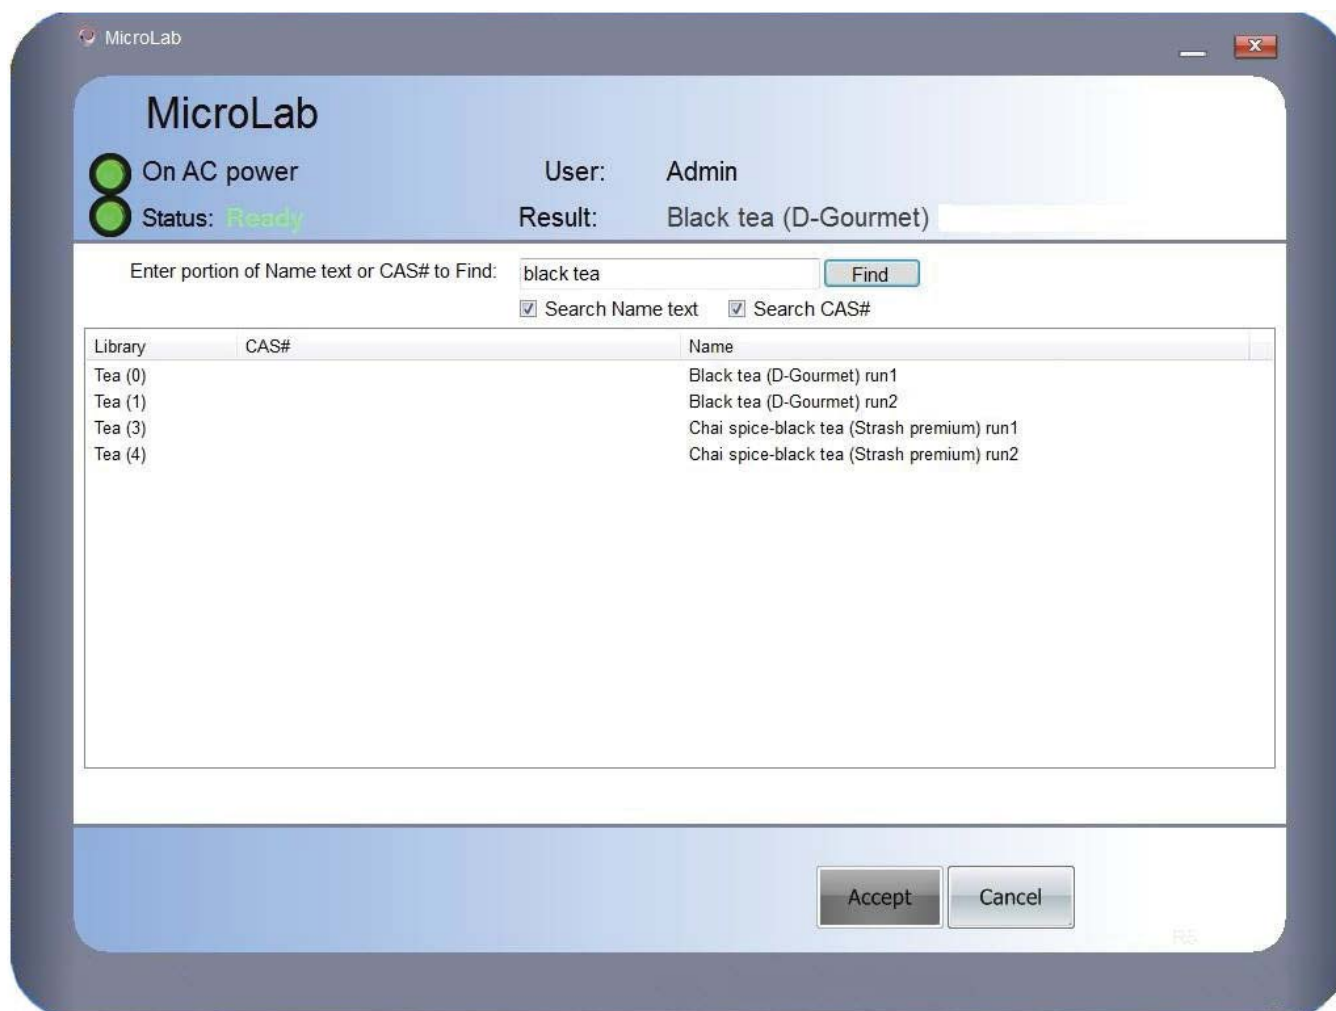 MicroLab
MicroLab
On AC power User: Admin
Status: Ready Result: Black tea (D-Gourmet)
Enter portion of Name text or CAS# to Find: black tea Find
Search Name text Search CAS#
Library CAS# Name
Tea (0) Black tea (D-Gourmet) run1
Tea (1) Black tea (D-Gourmet) run2
Tea (3) Chai spice-black tea (Strash premium) run1
Tea (4) Chai spice-black tea (Strash premium) run2
Accept Cancel